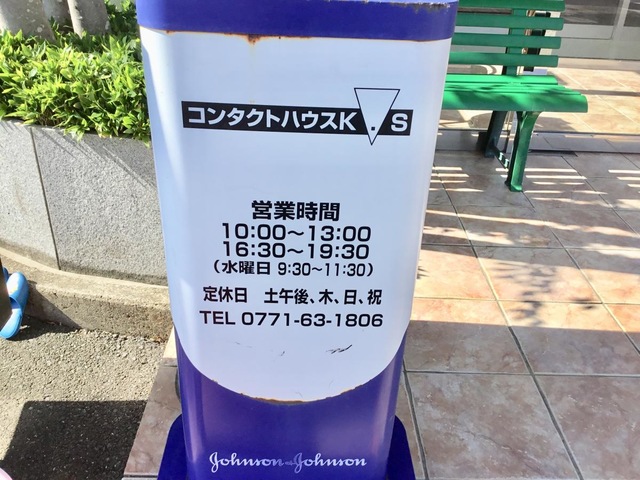 コンタクトハウスK.S
営業時間
10:00～13:00
16:30～19:30
(水曜日 9:30～11:30)
定休日　土午後、木、日、祝
TEL 0771-63-1806
Johnson & Johnson